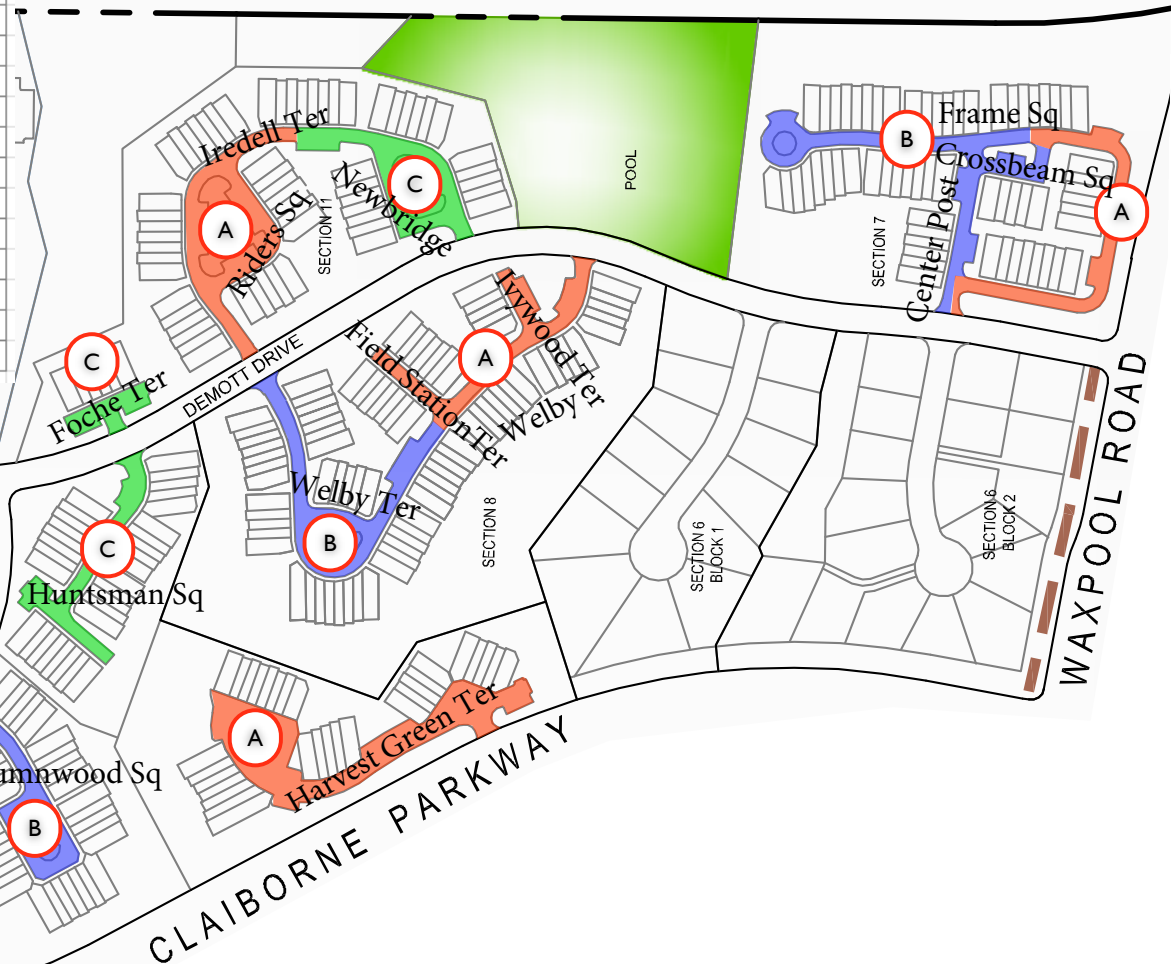 Iredell Ter
Riders Sq
A
SECTION 11
Newbridge
C
POOL
Frame Sq
B
Crossbeam Sq
A
Center Post
SECTION 7
C
Foche Ter
DEMOTT DRIVE
Ivywood Ter
A
Field Station Ter
Welby Ter
Welby Ter
B
SECTION 8
C
Huntsman Sq
SECTION 6
BLOCK 1
SECTION 6
BLOCK 2
WAXPOOL ROAD
A
Harvest Green Ter
umnwood Sq
B
CLAIBORNE PARKWAY